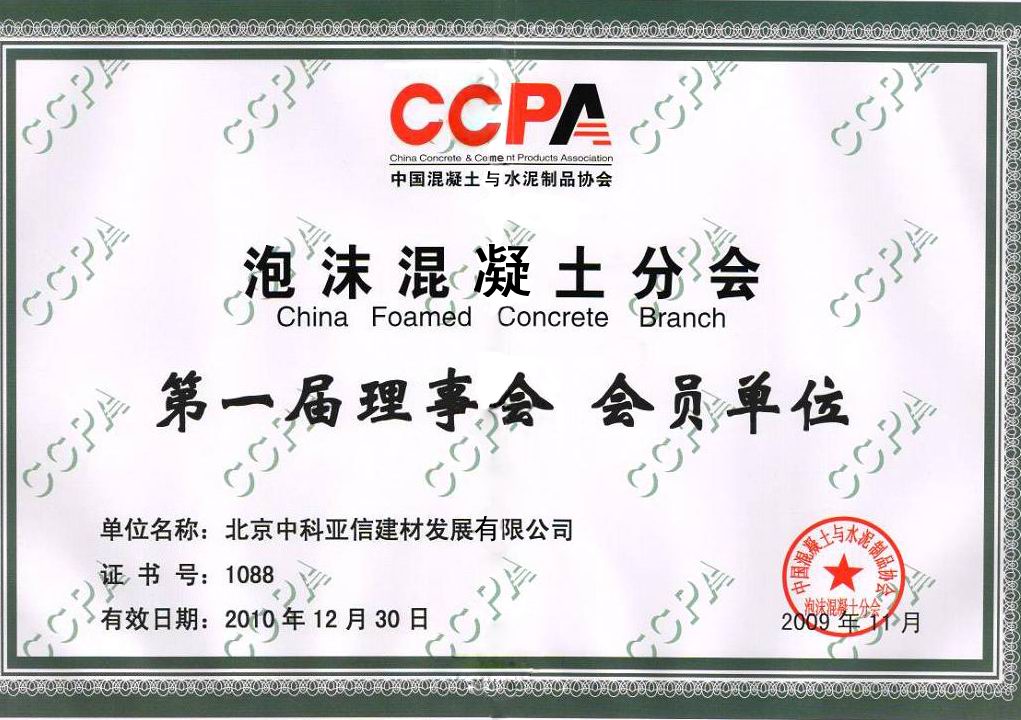 CCPA
China Concrete & Cement Products Association
中国混凝土与水泥制品协会
泡沫混凝土分会
China Foamed Concrete Branch
第一届理事会 会员单位
单位名称：北京中科亚信建材发展有限公司
证 书 号：1088
有效日期：2010 年 12 月 30 日
中国混凝土与水泥制品协会
泡沫混凝土分会
2009 年 11 月